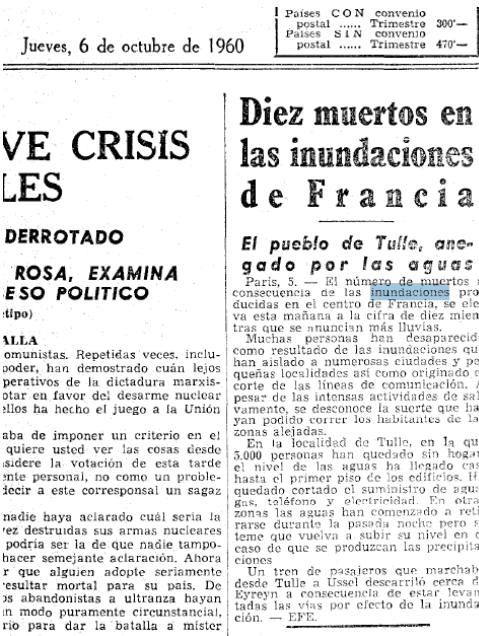 Países CON convenio
postal ...... Trimestre 300'—
Países SIN convenio
postal ...... Trimestre 470'—
Jueves, 6 de octubre de 1960
VE CRISIS
LES
DERROTADO
ROSA, EXAMINA
ESO POLITICO
tipo)
ALLA
omunistas. Repetidas veces, inclu-
poder, han demostrado cuán lejos
perativos de la dictadura marxis-
otar en favor del desarme nuclear
ellos ha hecho el juego a la Unión
aba de imponer un criterio en el
quiere usted ver las cosas desde
sidere la votación de esta tarde
ente personal, no como un proble-
decir a este corresponsal un sagaz
nadie haya aclarado cuál sería la
vez destruidas sus armas nucleares
podría ser la de que nadie tampo-
hacer semejante aclaración. Ahora
r que alguien adopte seriamente
resultar mortal para su país. De
os abandonistas a ultranza hayan
n modo puramente circunstancial,
rio para dar la batalla a míster
Diez muertos en
las inundaciones
de Francia
El pueblo de Tulle, ane-
gado por las aguas
París, 5. — El número de muertos a
consecuencia de las inundaciones pro
ducidas en el centro de Francia, se ele
va esta mañana a la cifra de diez mien
tras que se anuncian más lluvias.
Muchas personas han desaparecid
como resultado de las inundaciones qu
han aislado a numerosas ciudades y pe
queñas localidades así como originado e
corte de las líneas de comunicación. A
pesar de las intensas actividades de sal
vamento, se desconoce la suerte que ha
yan podido correr los habitantes de la
zonas alejadas.
En la localidad de Tulle, en la qu
5.000 personas han quedado sin hogar
el nivel de las aguas ha llegado cas
hasta el primer piso de los edificios. H
quedado cortado el suministro de agua
gas, teléfono y electricidad. En otra
zonas las aguas han comenzado a reti
rarse durante la pasada noche pero s
teme que vuelva a subir su nivel en e
caso de que se produzcan las precipita
ciones
Un tren de pasajeros que marchab
desde Tulle a Ussel descarriló cerca d
Eyreyn a consecuencia de estar levan
tadas las vías por efecto de la inunda
ción. — EFE.